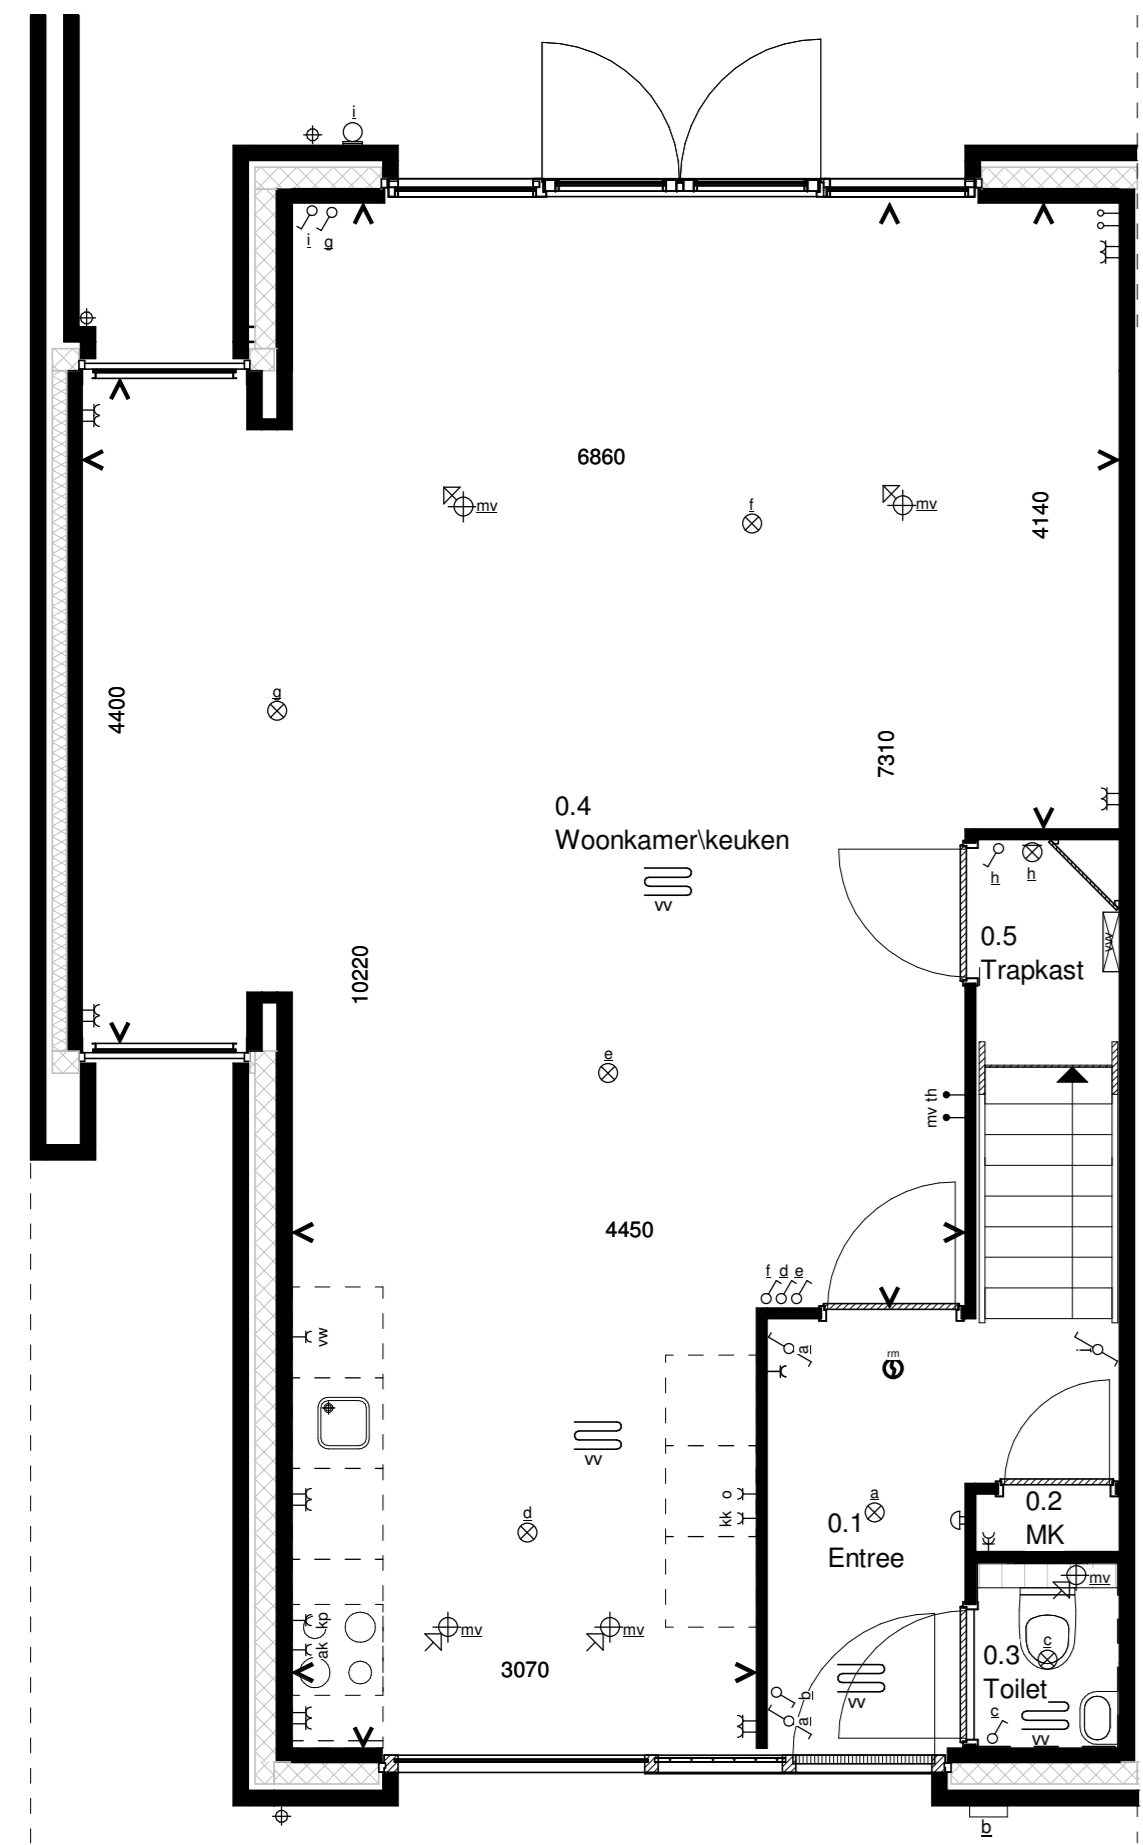 i
i
g
6860
mv
f
mv
4140
g
4400
7310
0.4
Woonkamer\keuken
vv
h
h
0.5
Trapkast
vvv
10220
e
mv th
4450
f d e
vw
a
rm
i
vv
d
o
kk
a
0.1
Entree
0.2
MK
mv
kp
ak
mv
mv
3070
b
a
vv
c
0.3
Toilet
c
vv
b